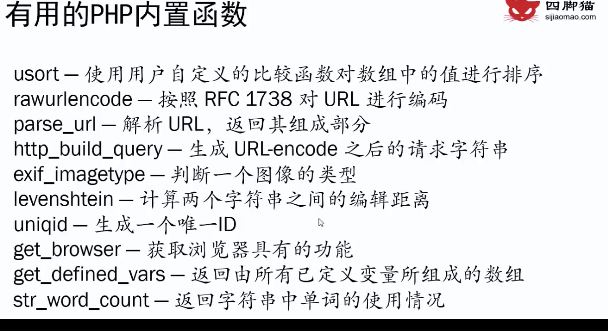 有用的PHP内置函数
四脚猫
sijiaomao.com
usort — 使用用户自定义的比较函数对数组中的值进行排序
rawurlencode — 按照 RFC 1738 对 URL 进行编码
parse_url — 解析 URL，返回其组成部分
http_build_query — 生成 URL-encode 之后的请求字符串
exif_imagetype — 判断一个图像的类型
levenshtein — 计算两个字符串之间的编辑距离
uniqid — 生成一个唯一ID
get_browser — 获取浏览器具有的功能
get_defined_vars — 返回由所有已定义变量所组成的数组
str_word_count — 返回字符串中单词的使用情况